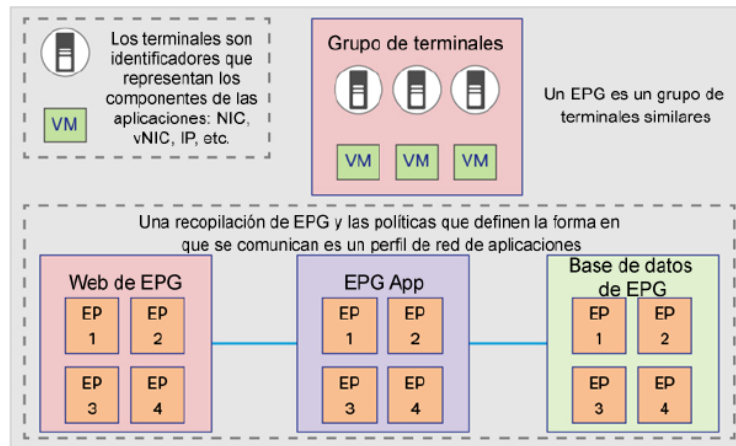 Los terminales son
identificadores que
representan los
componentes de las
aplicaciones: NIC,
vNIC, IP, etc.
VM
Grupo de terminales
VM VM VM
Un EPG es un grupo de
terminales similares
Una recopilación de EPG y las políticas que definen la forma en
que se comunican es un perfil de red de aplicaciones
Web de EPG
EP 1
EP 2
EP 3
EP 4
EPG App
EP 1
EP 2
EP 3
EP 4
Base de datos
de EPG
EP 1
EP 2
EP 3
EP 4